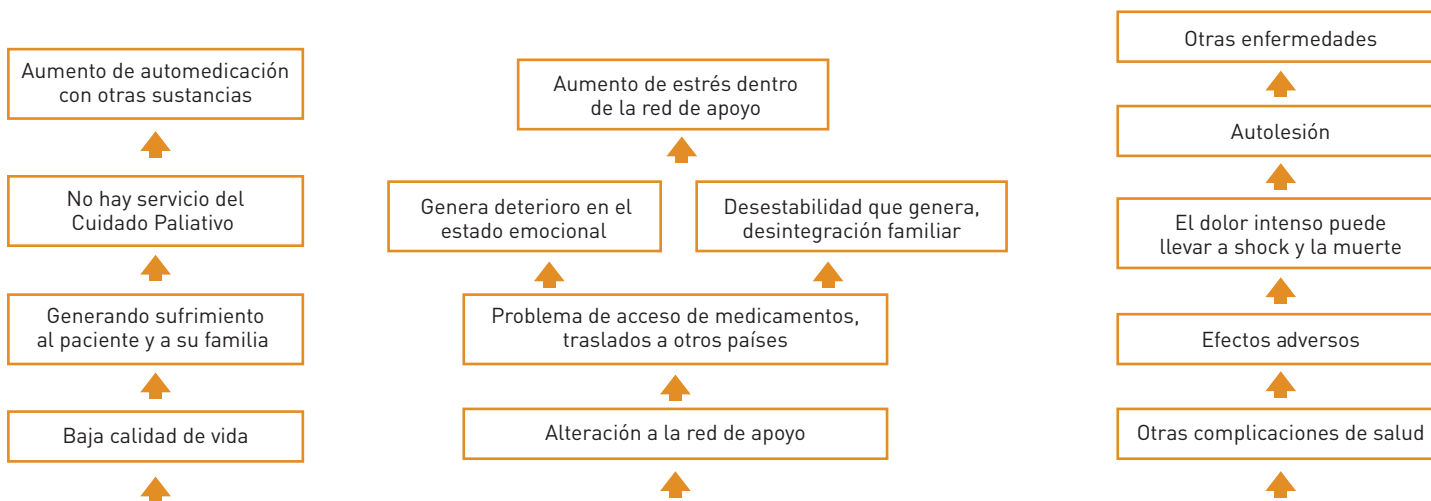 Aumento de automedicación
con otras sustancias
No hay servicio del
Cuidado Paliativo
Generando sufrimiento
al paciente y a su familia
Baja calidad de vida
Aumento de estrés dentro
de la red de apoyo
Genera deterioro en el
estado emocional
Desestabilidad que genera,
desintegración familiar
Problema de acceso de medicamentos,
traslados a otros países
Alteración a la red de apoyo
Otras enfermedades
Autolesión
El dolor intenso puede
llevar a shock y la muerte
Efectos adversos
Otras complicaciones de salud